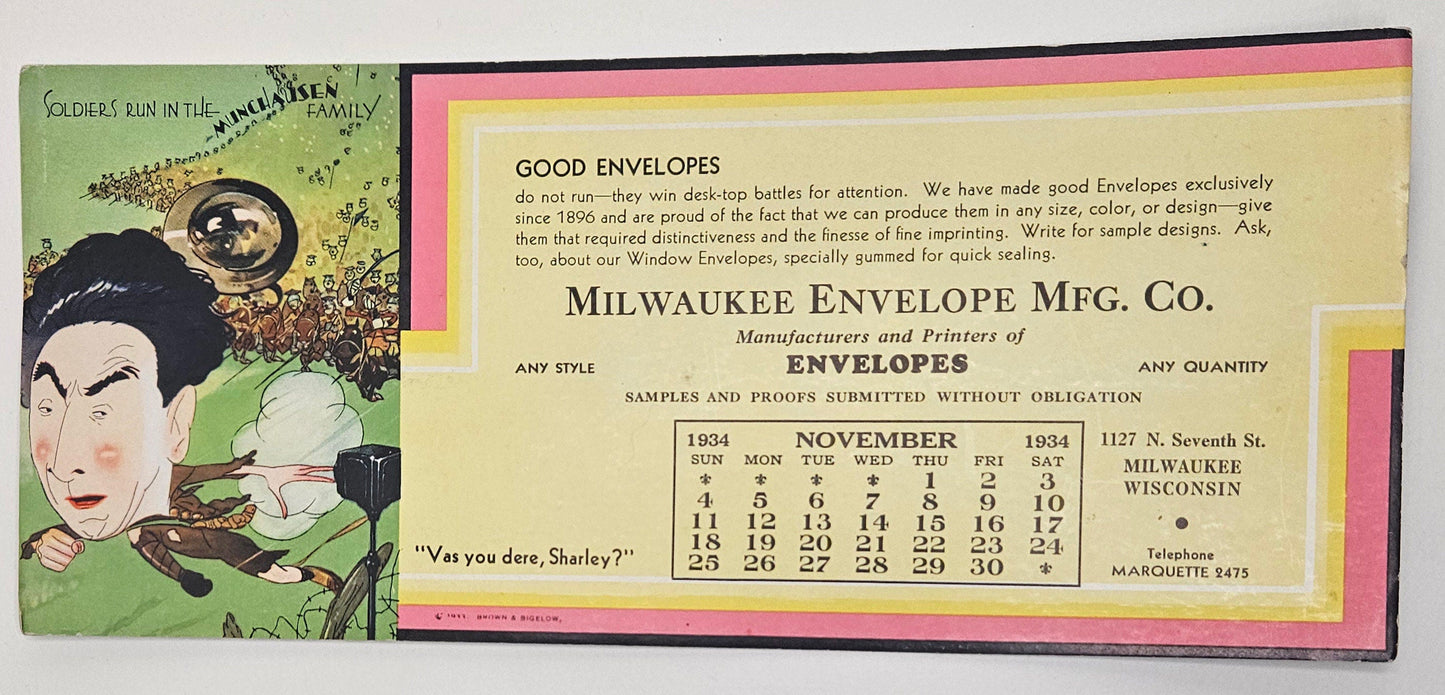 SOLDIERS RUN IN THE MUNCHAUSEN FAMILY
GOOD ENVELOPES
do not run—they win desk-top battles for attention. We have made good Envelopes exclusively
since 1896 and are proud of the fact that we can produce them in any size, color, or design—give
them that required distinctiveness and the finesse of fine imprinting. Write for sample designs. Ask,
too, about our Window Envelopes, specially gummed for quick sealing.
MILWAUKEE ENVELOPE MFG. CO.
Manufacturers and Printers of
ANY STYLE ENVELOPES ANY QUANTITY
SAMPLES AND PROOFS SUBMITTED WITHOUT OBLIGATION
1934 NOVEMBER 1934
SUN MON TUE WED THU FRI SAT
1 2 3
4 5 6 7 8 9 10
11 12 13 14 15 16 17
18 19 20 21 22 23 24
25 26 27 28 29 30
1127 N. Seventh St.
MILWAUKEE
WISCONSIN
Telephone
MARQUETTE 2475
"Vas you dere, Sharley?"
© BROWN & BIGELOW,